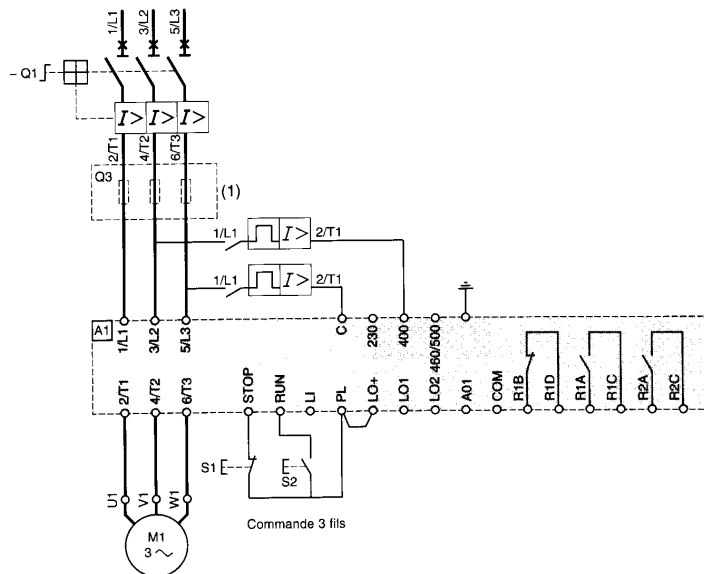 1/L1 3/L2 5/L3
– Q1
I> I> I>
2/T1 4/T2 6/T3
Q3
(1)
1/L1 I> 2/T1
1/L1 I> 2/T1
A1
1/L1 3/L2 5/L3 C 230 400 460/500
2/T1 4/T2 6/T3 STOP RUN LI PL LO+ LO1 LO2 A01 COM R1B R1D R1A R1C R2A R2C
S1 S2
U1 V1 W1
Commande 3 fils
M1
3 ~